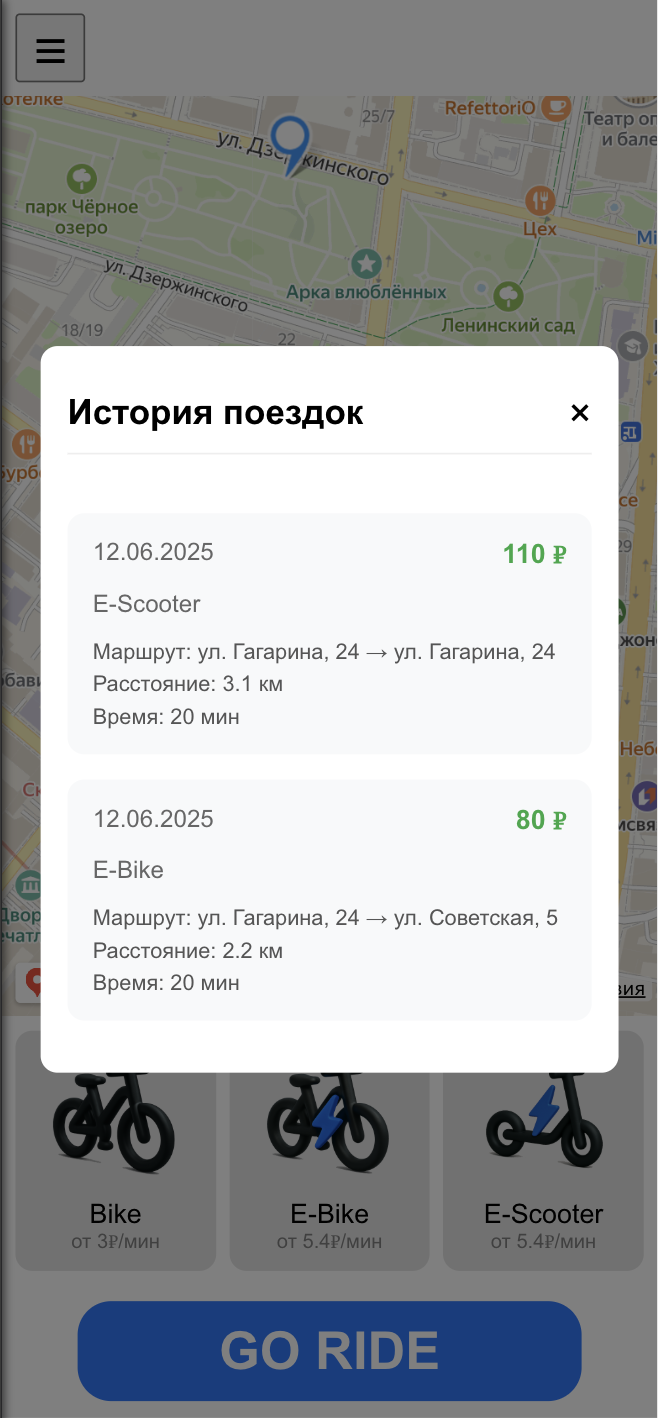 отелке
25/7
RefettoriO
Театр оп
и бале
ул. Дзержинского
парк Чёрное
озеро
Цех
Mi
ул. Дзержинского
Арка влюблённых
18/19
22
Ленинский сад
История поездок
×
12.06.2025
110 ₽
E-Scooter
Маршрут: ул. Гагарина, 24 → ул. Гагарина, 24
Расстояние: 3.1 км
Время: 20 мин
12.06.2025
80 ₽
E-Bike
Маршрут: ул. Гагарина, 24 → ул. Советская, 5
Расстояние: 2.2 км
Время: 20 мин
Bike
от 3₽/мин
E-Bike
от 5.4₽/мин
E-Scooter
от 5.4₽/мин
GO RIDE